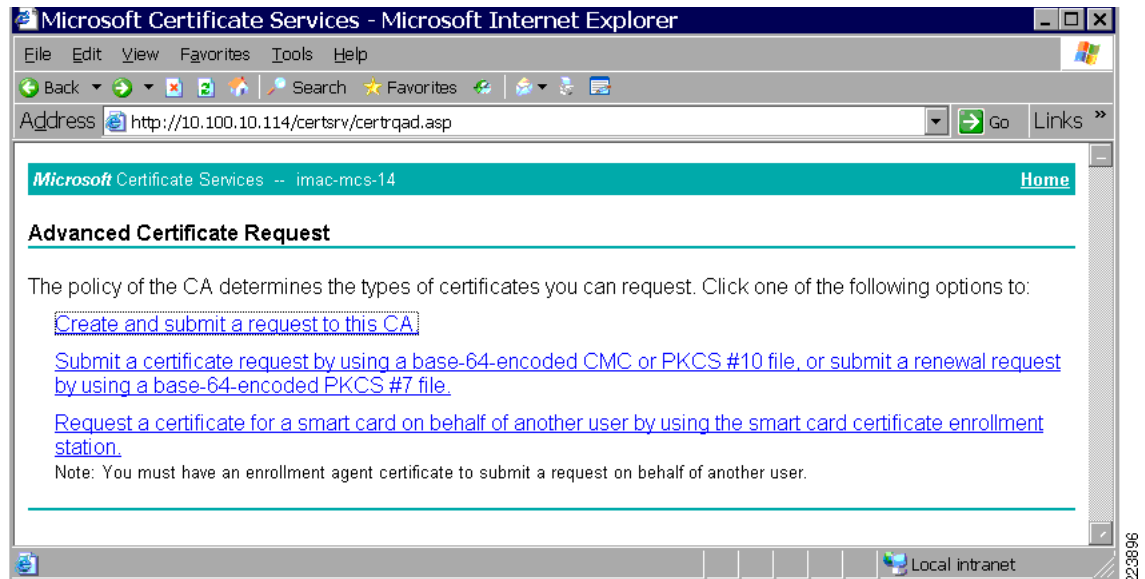 Microsoft Certificate Services - Microsoft Internet Explorer
File Edit View Favorites Tools Help
Back Search Favorites
Address http://10.100.10.114/certsrv/certrqad.asp Go Links »
Microsoft Certificate Services -- imac-mcs-14 Home
Advanced Certificate Request
The policy of the CA determines the types of certificates you can request. Click one of the following options to:
Create and submit a request to this CA.
Submit a certificate request by using a base-64-encoded CMC or PKCS #10 file, or submit a renewal request
by using a base-64-encoded PKCS #7 file.
Request a certificate for a smart card on behalf of another user by using the smart card certificate enrollment
station.
Note: You must have an enrollment agent certificate to submit a request on behalf of another user.
Local intranet